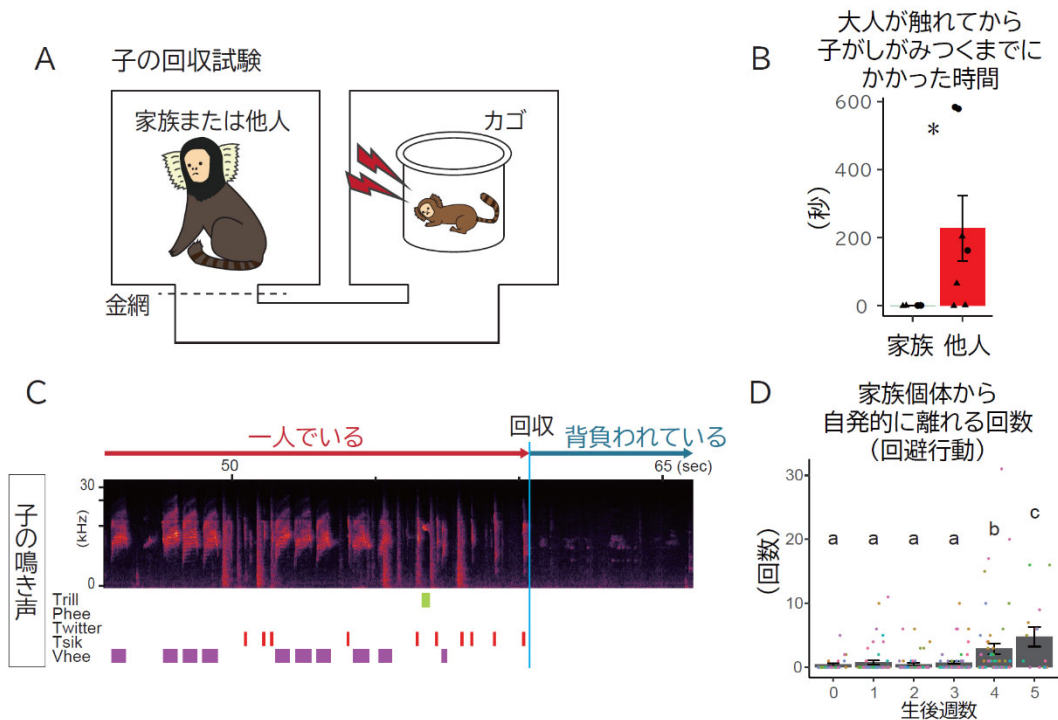 A
子の回収試験
家族または他人
カゴ
金網
B
大人が触れてから
子がしがみつくまでに
かかった時間
(秒)
600
400
200
0
*
家族 他人
C
一人でいる
回収
背負われている
50
65 (sec)
子の鳴き声
30
(kHz)
0
Trill
Phee
Twitter
Tsik
Vhee
D
家族個体から
自発的に離れる回数
（回避行動）
(回数)
30
20
10
0
a a a a b c
0 1 2 3 4 5
生後週数